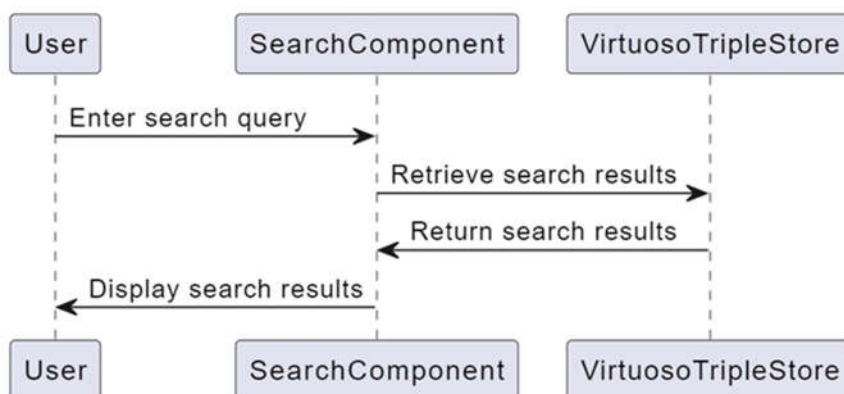 User SearchComponent VirtuosoTripleStore
Enter search query
Retrieve search results
Return search results
Display search results
User SearchComponent VirtuosoTripleStore